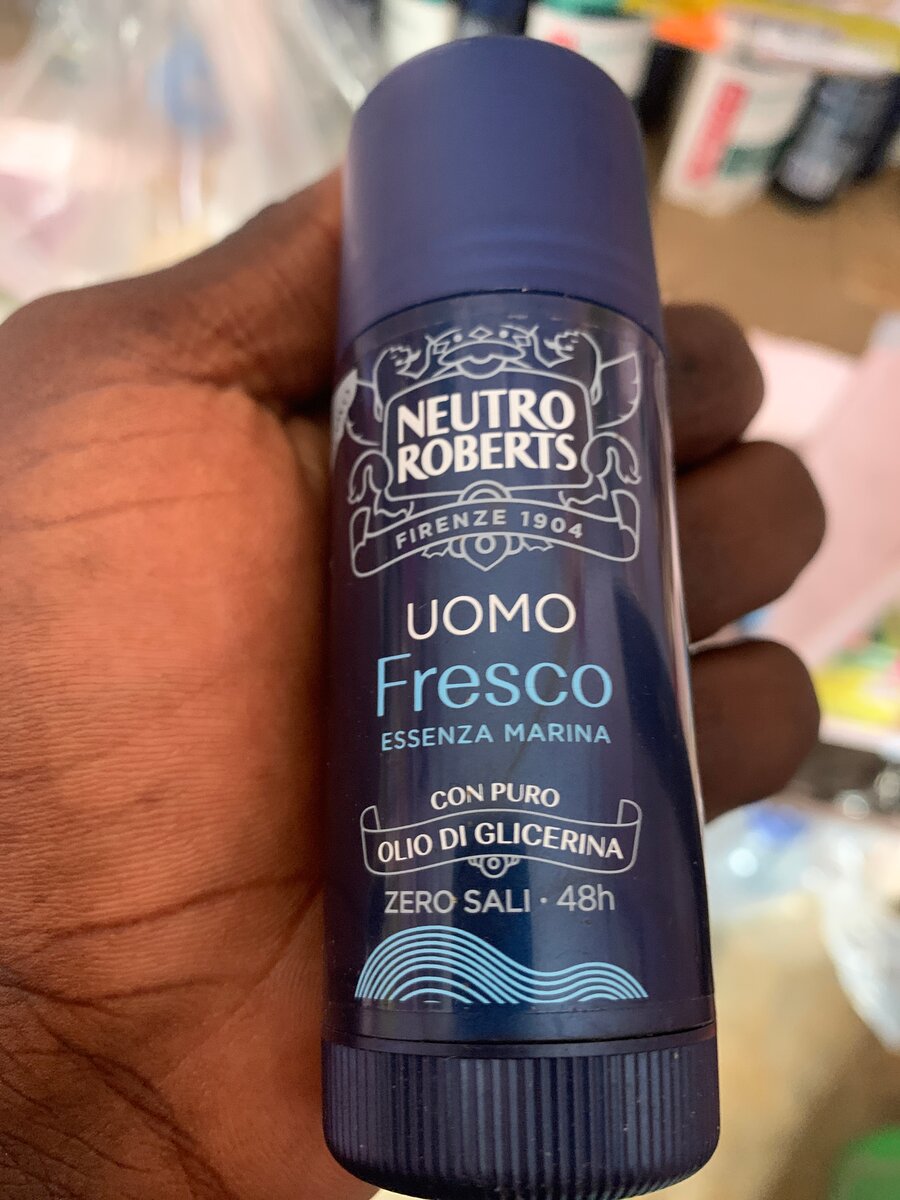 NEUTRO
ROBERTS
FIRENZE 1904
UOMO
Fresco
ESSENZA MARINA
CON PURO
OLIO DI GLICERINA
ZERO SALI · 48h